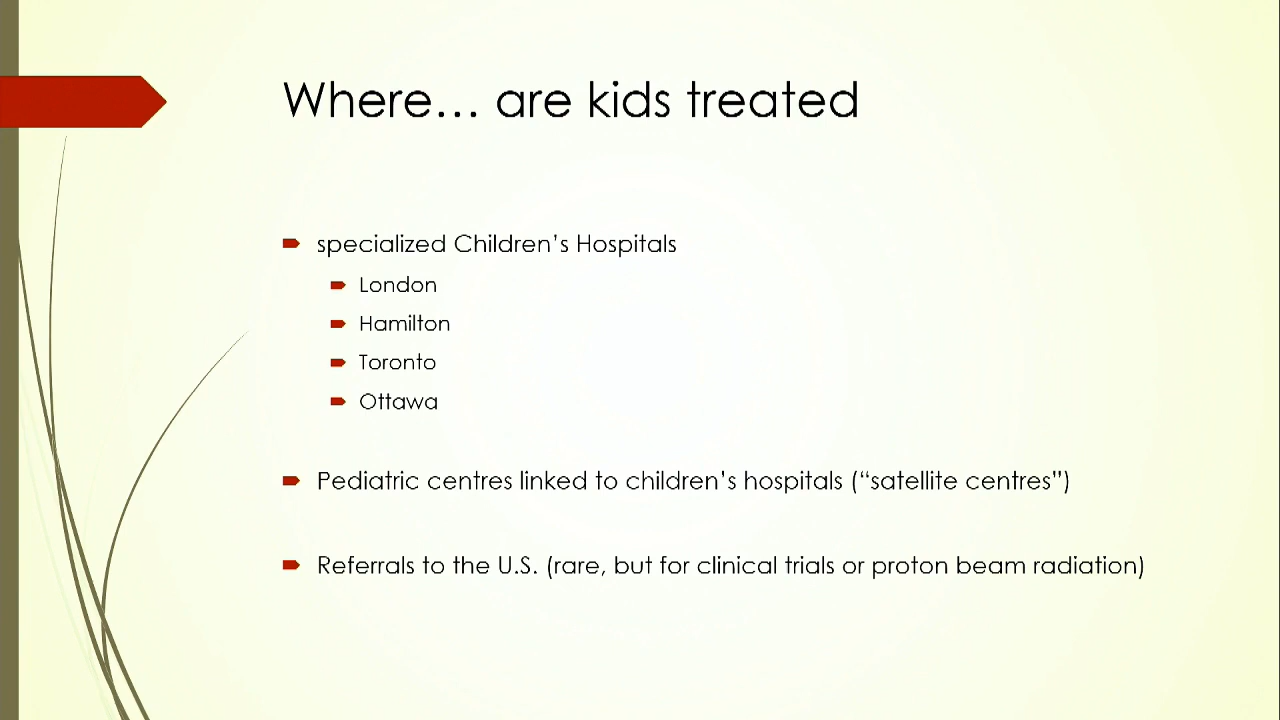 Where... are kids treated
specialized Children's Hospitals
London
Hamilton
Toronto
Ottawa
Pediatric centres linked to children's hospitals (“satellite centres”)
Referrals to the U.S. (rare, but for clinical trials or proton beam radiation)